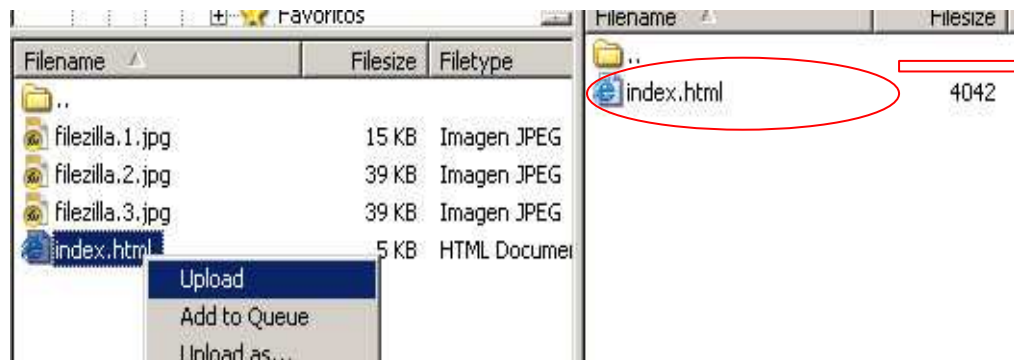 Favoritos
Filename Filesize Filetype
..
filezilla.1.jpg 15 KB Imagen JPEG
filezilla.2.jpg 39 KB Imagen JPEG
filezilla.3.jpg 39 KB Imagen JPEG
index.html 5 KB HTML Documen
Upload
Add to Queue
Upload as...
Filename Filesize
..
index.html 4042